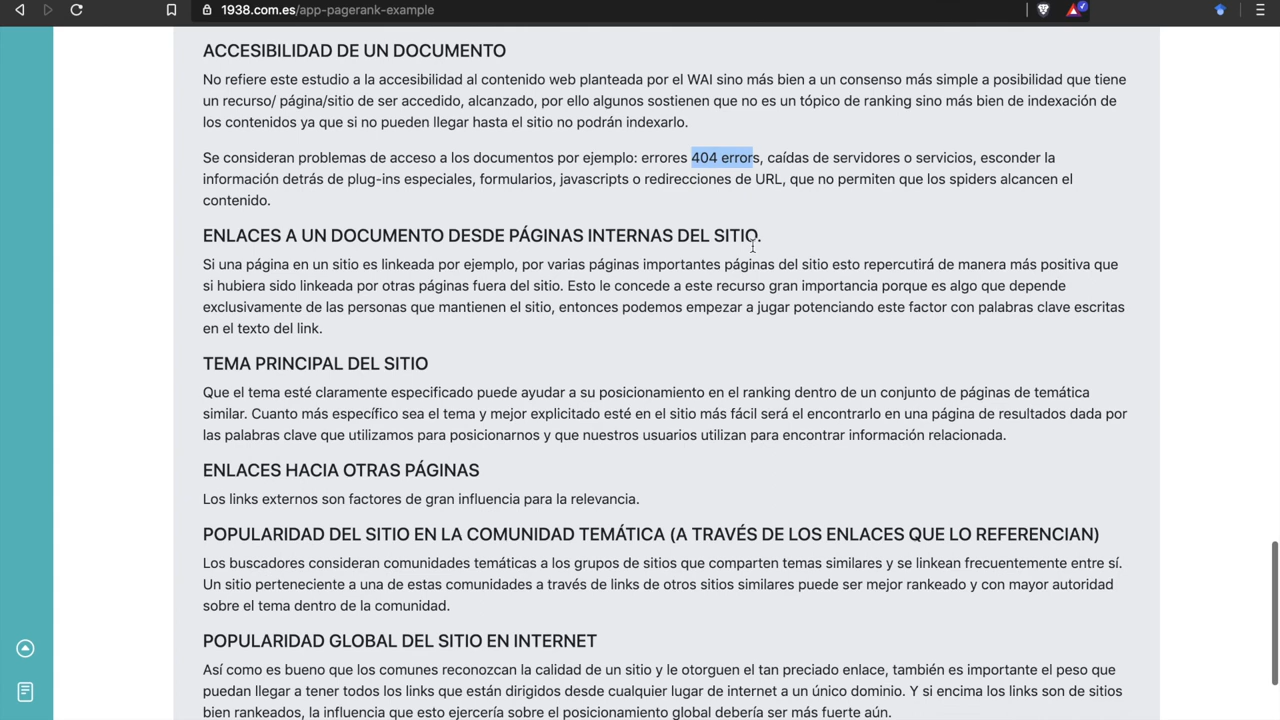 1938.com.es/app-pagerank-example
ACCESIBILIDAD DE UN DOCUMENTO
No refiere este estudio a la accesibilidad al contenido web planteada por el WAI sino más bien a un consenso más simple a posibilidad que tiene
un recurso/ página/sitio de ser accedido, alcanzado, por ello algunos sostienen que no es un tópico de ranking sino más bien de indexación de
los contenidos ya que si no pueden llegar hasta el sitio no podrán indexarlo.
Se consideran problemas de acceso a los documentos por ejemplo: errores 404 errors, caídas de servidores o servicios, esconder la
información detrás de plug-ins especiales, formularios, javascripts o redirecciones de URL, que no permiten que los spiders alcancen el
contenido.
ENLACES A UN DOCUMENTO DESDE PÁGINAS INTERNAS DEL SITIO.
Si una página en un sitio es linkeada por ejemplo, por varias páginas importantes páginas del sitio esto repercutirá de manera más positiva que
si hubiera sido linkeada por otras páginas fuera del sitio. Esto le concede a este recurso gran importancia porque es algo que depende
exclusivamente de las personas que mantienen el sitio, entonces podemos empezar a jugar potenciando este factor con palabras clave escritas
en el texto del link.
TEMA PRINCIPAL DEL SITIO
Que el tema esté claramente especificado puede ayudar a su posicionamiento en el ranking dentro de un conjunto de páginas de temática
similar. Cuanto más específico sea el tema y mejor explicitado esté en el sitio más fácil será el encontrarlo en una página de resultados dada por
las palabras clave que utilizamos para posicionarnos y que nuestros usuarios utilizan para encontrar información relacionada.
ENLACES HACIA OTRAS PÁGINAS
Los links externos son factores de gran influencia para la relevancia.
POPULARIDAD DEL SITIO EN LA COMUNIDAD TEMÁTICA (A TRAVÉS DE LOS ENLACES QUE LO REFERENCIAN)
Los buscadores consideran comunidades temáticas a los grupos de sitios que comparten temas similares y se linkean frecuentemente entre sí.
Un sitio perteneciente a una de estas comunidades a través de links de otros sitios similares puede ser mejor rankeado y con mayor autoridad
sobre el tema dentro de la comunidad.
POPULARIDAD GLOBAL DEL SITIO EN INTERNET
Así como es bueno que los comunes reconozcan la calidad de un sitio y le otorguen el tan preciado enlace, también es importante el peso que
puedan llegar a tener todos los links que están dirigidos desde cualquier lugar de internet a un único dominio. Y si encima los links son de sitios
bien rankeados, la influencia que esto ejercería sobre el posicionamiento global debería ser más fuerte aún.